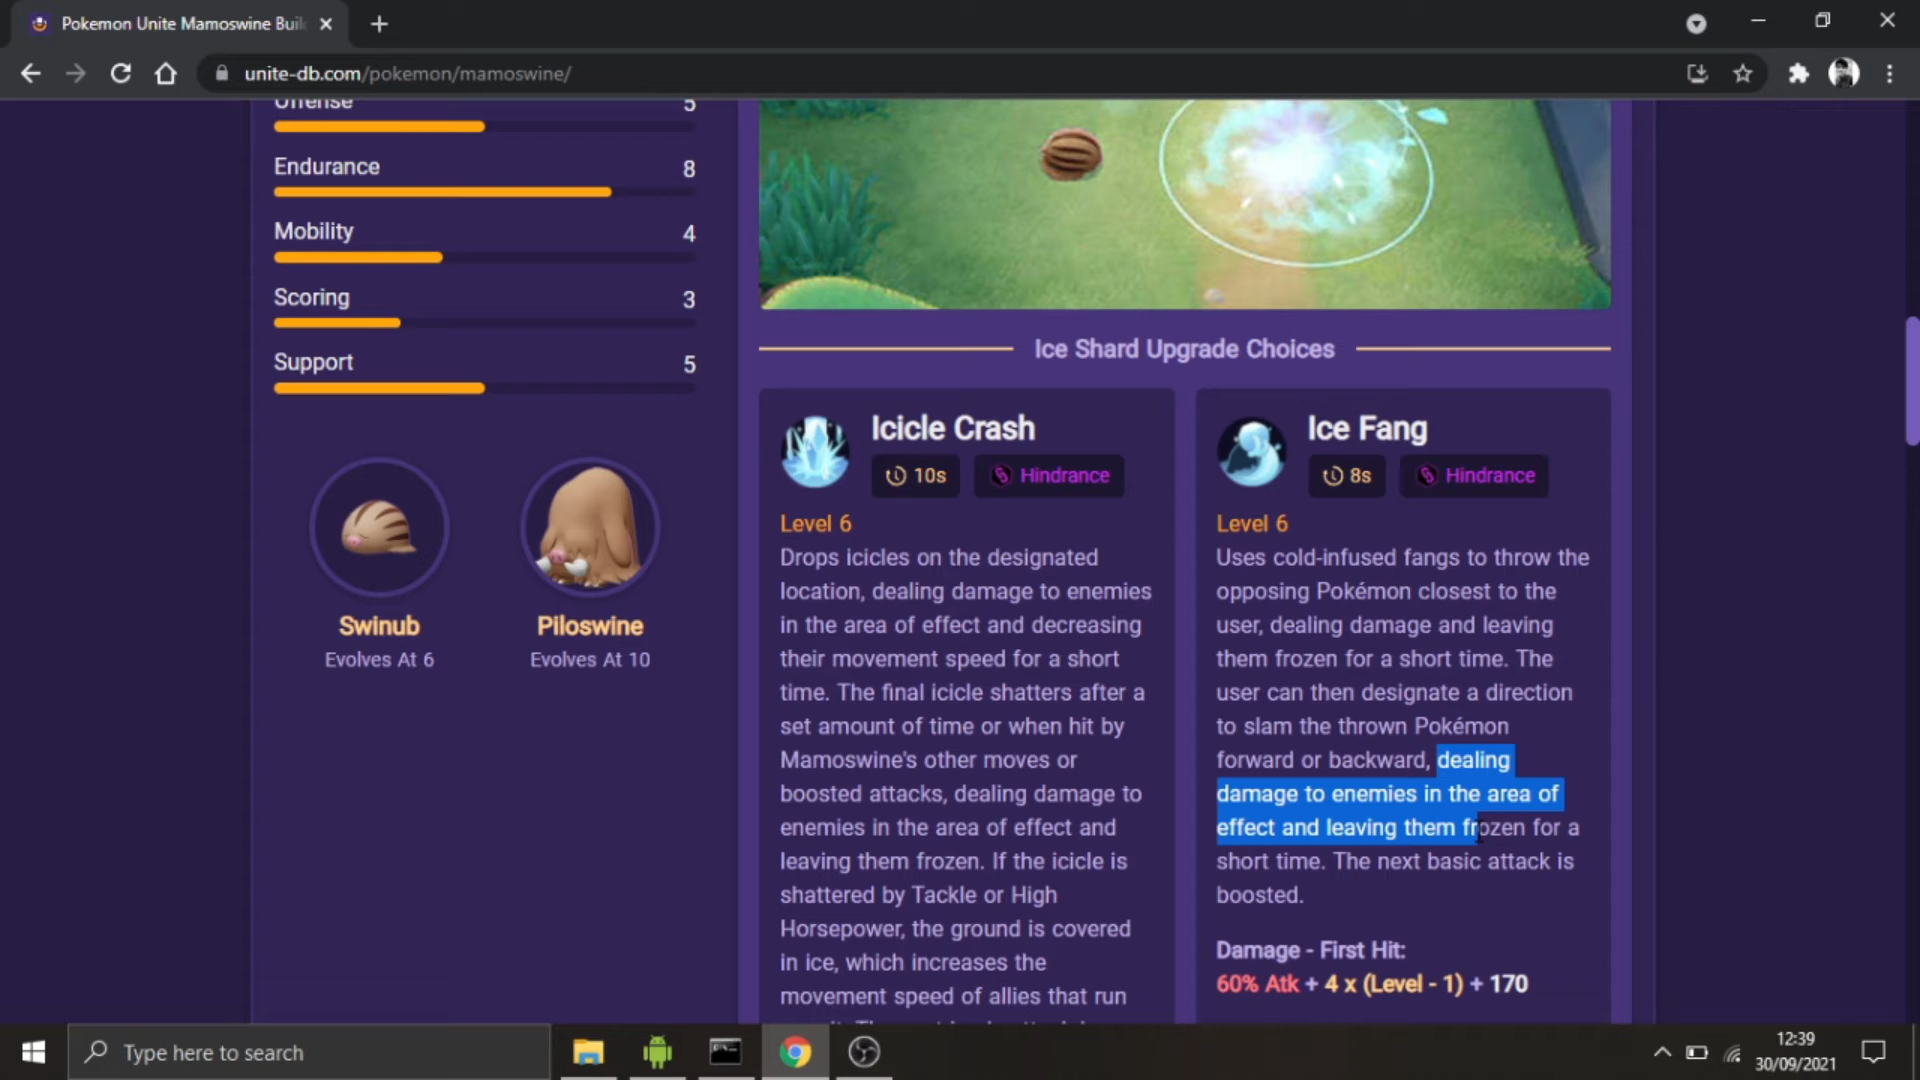 Pokemon Unite Mamoswine Buil
unite-db.com/pokemon/mamoswine/
Offense 5
Endurance 8
Mobility 4
Scoring 3
Support 5
Swinub
Evolves At 6
Piloswine
Evolves At 10
Ice Shard Upgrade Choices
Icicle Crash
10s Hindrance
Level 6
Drops icicles on the designated
location, dealing damage to enemies
in the area of effect and decreasing
their movement speed for a short
time. The final icicle shatters after a
set amount of time or when hit by
Mamoswine's other moves or
boosted attacks, dealing damage to
enemies in the area of effect and
leaving them frozen. If the icicle is
shattered by Tackle or High
Horsepower, the ground is covered
in ice, which increases the
movement speed of allies that run
Ice Fang
8s Hindrance
Level 6
Uses cold-infused fangs to throw the
opposing Pokémon closest to the
user, dealing damage and leaving
them frozen for a short time. The
user can then designate a direction
to slam the thrown Pokémon
forward or backward, dealing
damage to enemies in the area of
effect and leaving them frozen for a
short time. The next basic attack is
boosted.
Damage - First Hit:
60% Atk + 4 x (Level - 1) + 170
Type here to search
12:39
30/09/2021